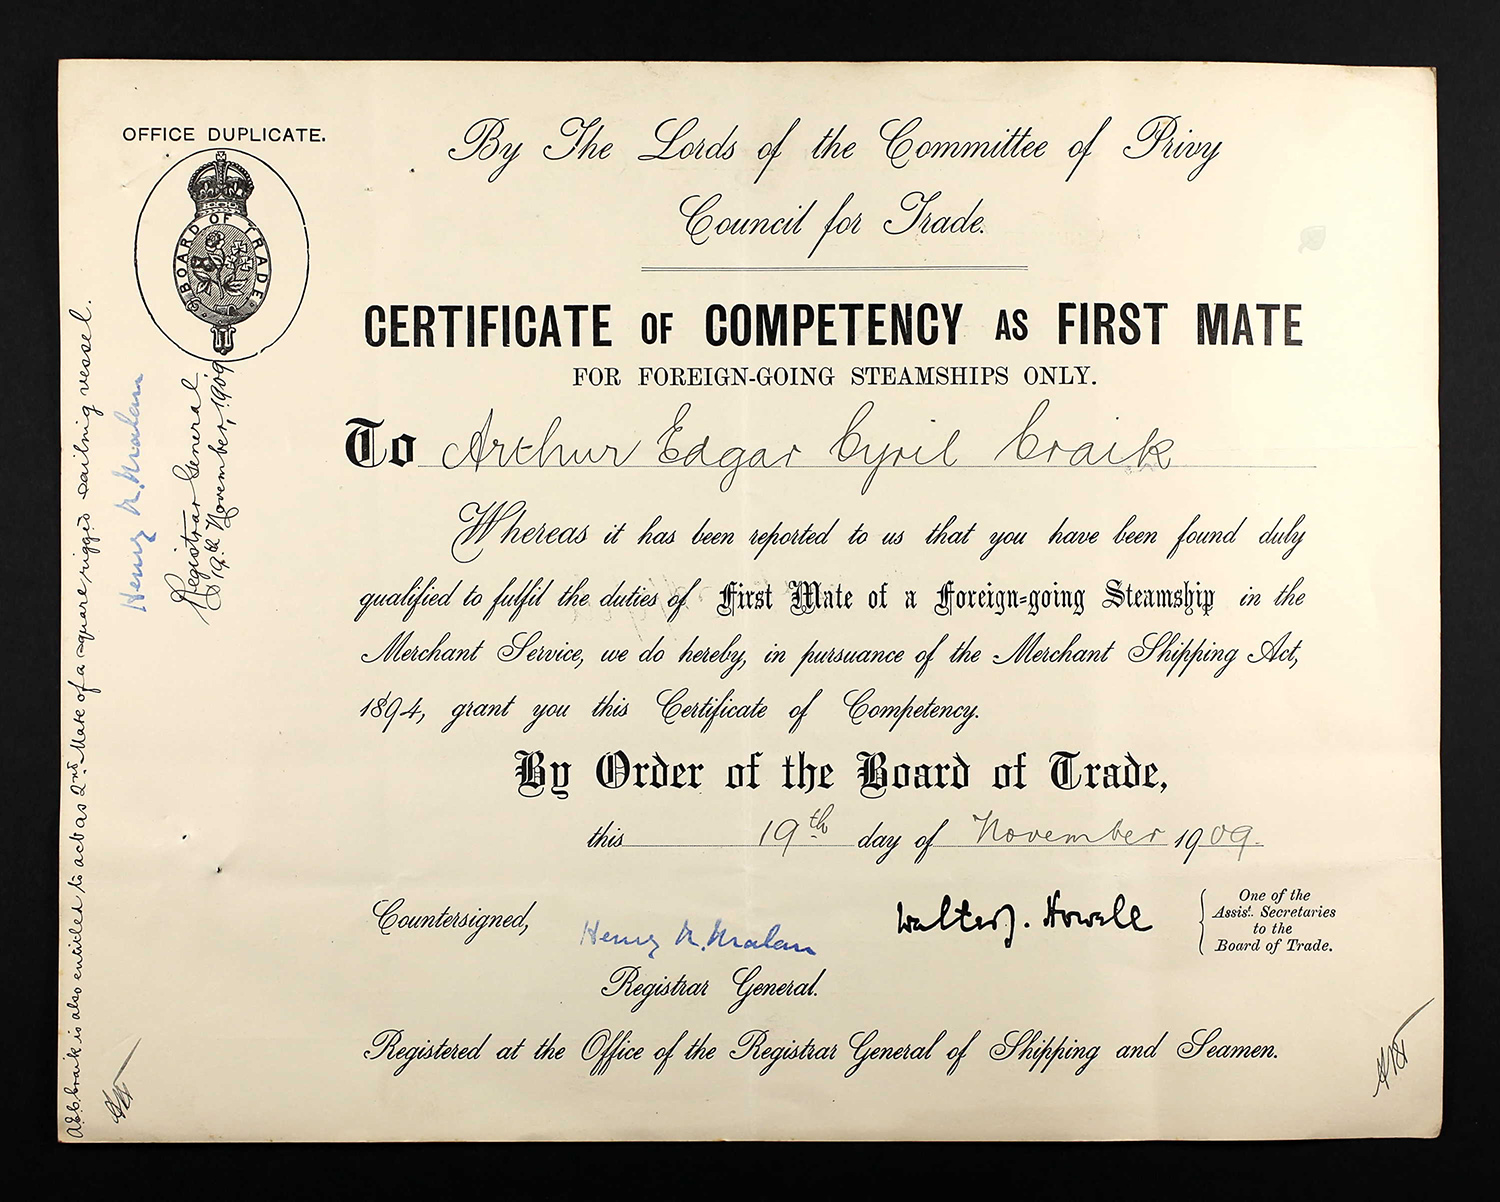 OFFICE DUPLICATE.
BOARD OF TRADE
By The Lords of the Committee of Privy
Council for Trade.
CERTIFICATE OF COMPETENCY AS FIRST MATE
FOR FOREIGN-GOING STEAMSHIPS ONLY.
To Arthur Edgar Cyril Craik
Whereas it has been reported to us that you have been found duly
qualified to fulfil the duties of First Mate of a Foreign=going Steamship in the
Merchant Service, we do hereby, in pursuance of the Merchant Shipping Act,
1894, grant you this Certificate of Competency.
By Order of the Board of Trade,
this 19th day of November 1909.
Countersigned,
Henry N. Malan
Registrar General.
Walter J. Howell
One of the
Assist. Secretaries
to the
Board of Trade.
Registered at the Office of the Registrar General of Shipping and Seamen.
A.E.C. Craik is also entitled to act as 2nd Mate of a square rigged sailing vessel.
Henry N. Malan
Registrar General
19th November, 1909